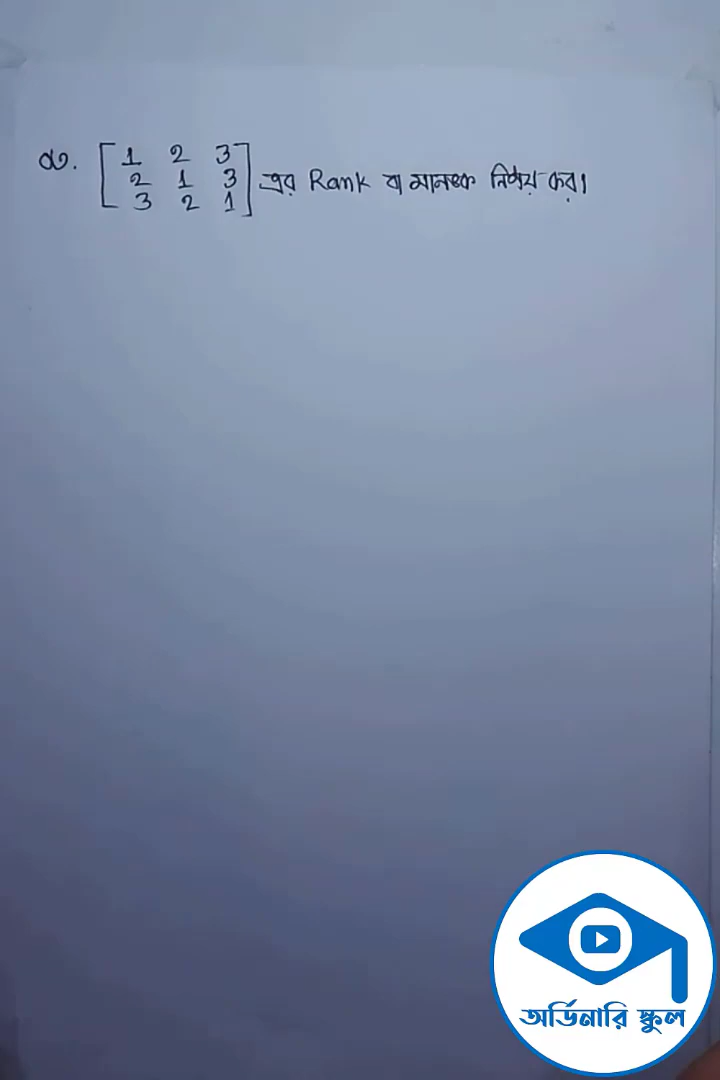 ৩.
1 2 3
2 1 3
3 2 1
এর Rank বা মানাঙ্ক নির্ণয় কর।
অর্ডিনারি স্কুল